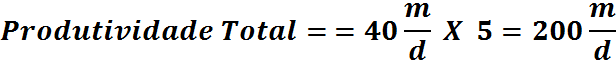 Produtividade Total = = 40 m/d X 5 = 200 m/d